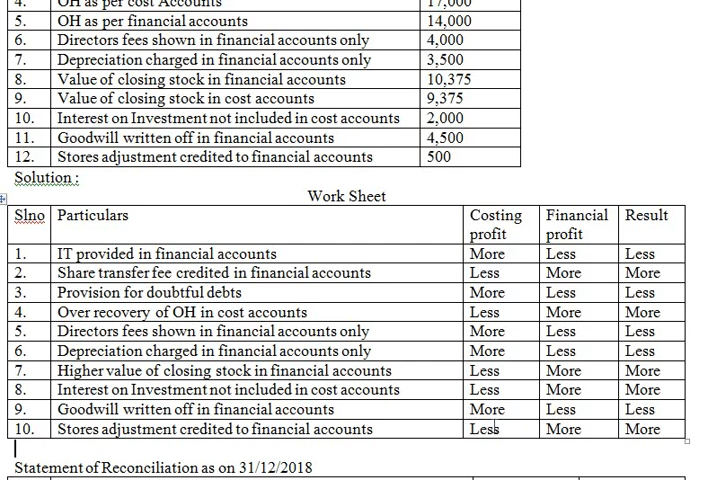 4. OH as per cost Accounts 17,000
5. OH as per financial accounts 14,000
6. Directors fees shown in financial accounts only 4,000
7. Depreciation charged in financial accounts only 3,500
8. Value of closing stock in financial accounts 10,375
9. Value of closing stock in cost accounts 9,375
10. Interest on Investment not included in cost accounts 2,000
11. Goodwill written off in financial accounts 4,500
12. Stores adjustment credited to financial accounts 500
Solution :
Work Sheet
Slno Particulars Costing profit Financial profit Result
1. IT provided in financial accounts More Less Less
2. Share transfer fee credited in financial accounts Less More More
3. Provision for doubtful debts More Less Less
4. Over recovery of OH in cost accounts Less More More
5. Directors fees shown in financial accounts only More Less Less
6. Depreciation charged in financial accounts only More Less Less
7. Higher value of closing stock in financial accounts Less More More
8. Interest on Investment not included in cost accounts Less More More
9. Goodwill written off in financial accounts More Less Less
10. Stores adjustment credited to financial accounts Less More More
Statement of Reconciliation as on 31/12/2018